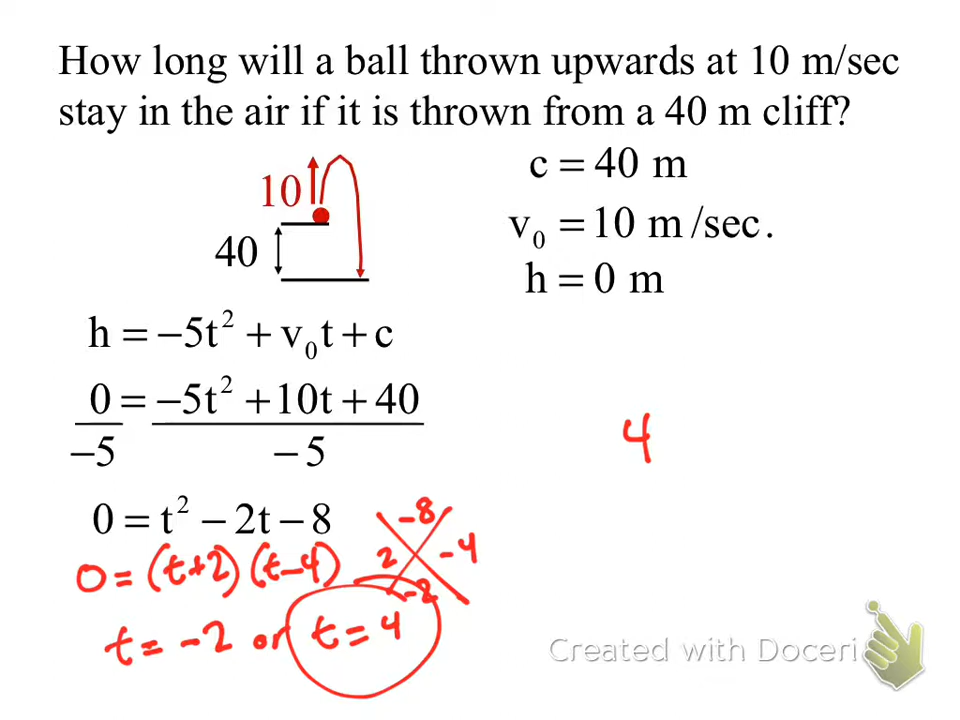 How long will a ball thrown upwards at 10 m/sec
stay in the air if it is thrown from a 40 m cliff?
c = 40 m
10
v₀ = 10 m/sec.
40
h = 0 m
h = −5t² + v₀t + c
0 = −5t² + 10t + 40
−5 −5
4
0 = t² − 2t − 8
−8
2 −4
0 = (t+2)(t−4)
−2
t = −2 or t = 4
Created with Doceri